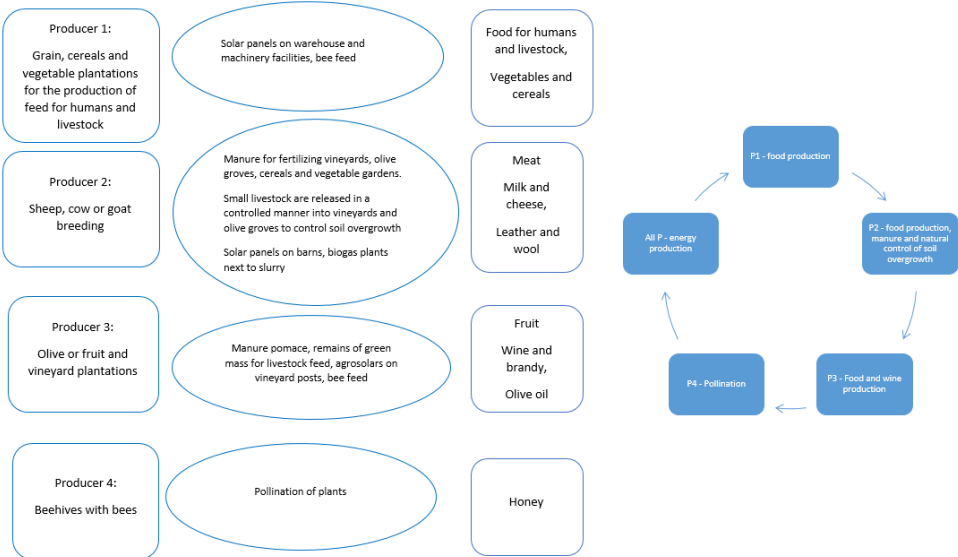 Producer 1:
Grain, cereals and
vegetable plantations
for the production of
feed for humans and
livestock
Solar panels on warehouse and
machinery facilities, bee feed
Food for humans
and livestock,
Vegetables and
cereals
Producer 2:
Sheep, cow or goat
breeding
Manure for fertilizing vineyards, olive
groves, cereals and vegetable gardens.
Small livestock are released in a
controlled manner into vineyards and
olive groves to control soil overgrowth
Solar panels on barns, biogas plants
next to slurry
Meat
Milk and
cheese,
Leather and
wool
Producer 3:
Olive or fruit and
vineyard plantations
Manure pomace, remains of green
mass for livestock feed, agrosolars on
vineyard posts, bee feed
Fruit
Wine and
brandy,
Olive oil
Producer 4:
Beehives with bees
Pollination of plants
Honey
P1 - food production
P2 - food production,
manure and natural
control of soil
overgrowth
P3 - Food and wine
production
P4 - Pollination
All P - energy
production